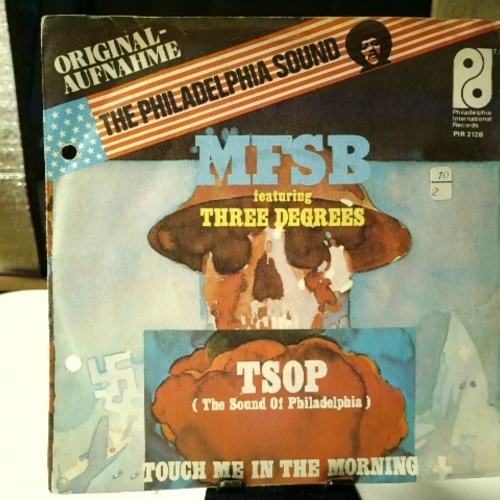 ORIGINAL-
AUFNAHME
THE PHILADELPHIA SOUND
Philadelphia
International
Records
PIR 2128
MFSB
featuring
THREE DEGREES
10
2
TSOP
( The Sound Of Philadelphia )
TOUCH ME IN THE MORNING